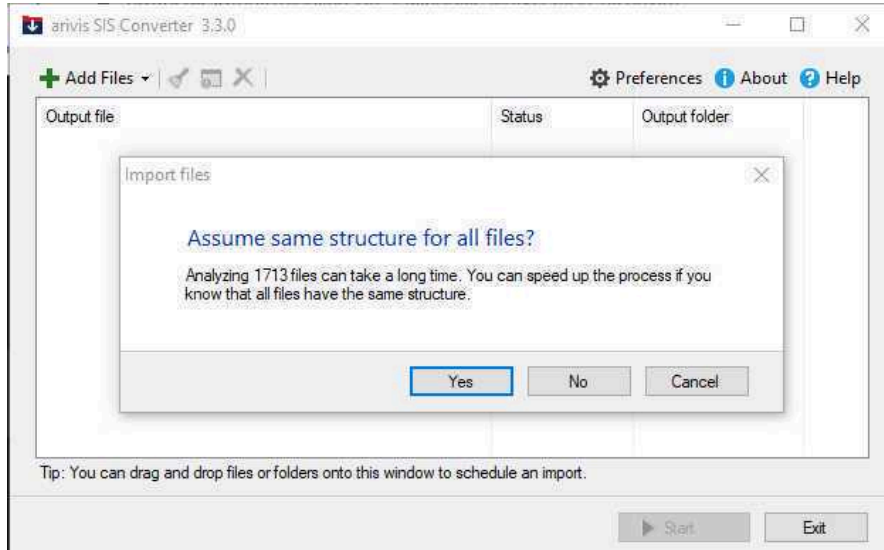 arivis SIS Converter 3.3.0
Add Files
Preferences
About
Help
Output file
Status
Output folder
Import files
Assume same structure for all files?
Analyzing 1713 files can take a long time. You can speed up the process if you
know that all files have the same structure.
Yes
No
Cancel
Tip: You can drag and drop files or folders onto this window to schedule an import.
Start
Exit